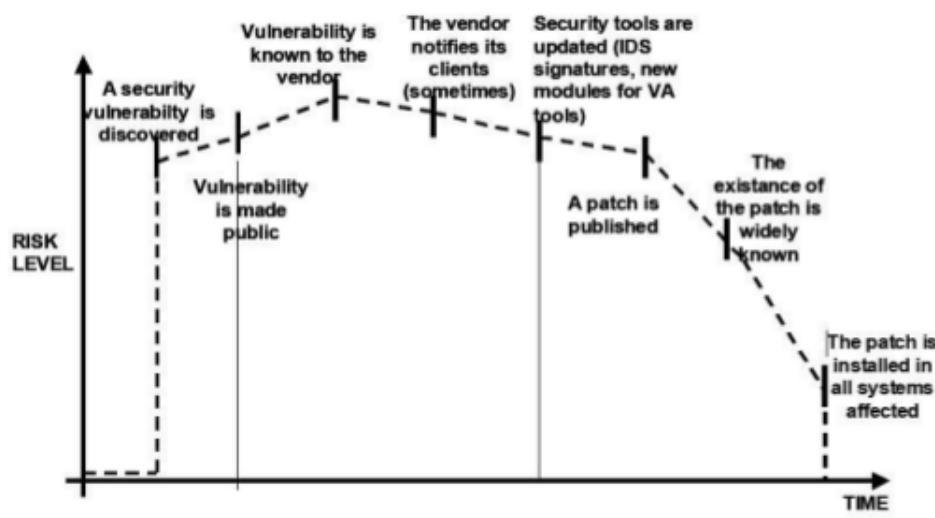 A security
vulnerabilty is
discovered
Vulnerability
is made
public
Vulnerability is
known to the
vendor
The vendor
notifies its
clients
(sometimes)
Security tools are
updated (IDS
signatures, new
modules for VA
tools)
A patch is
published
The
existance of
the patch is
widely
known
The patch is
installed in
all systems
affected
RISK
LEVEL
TIME